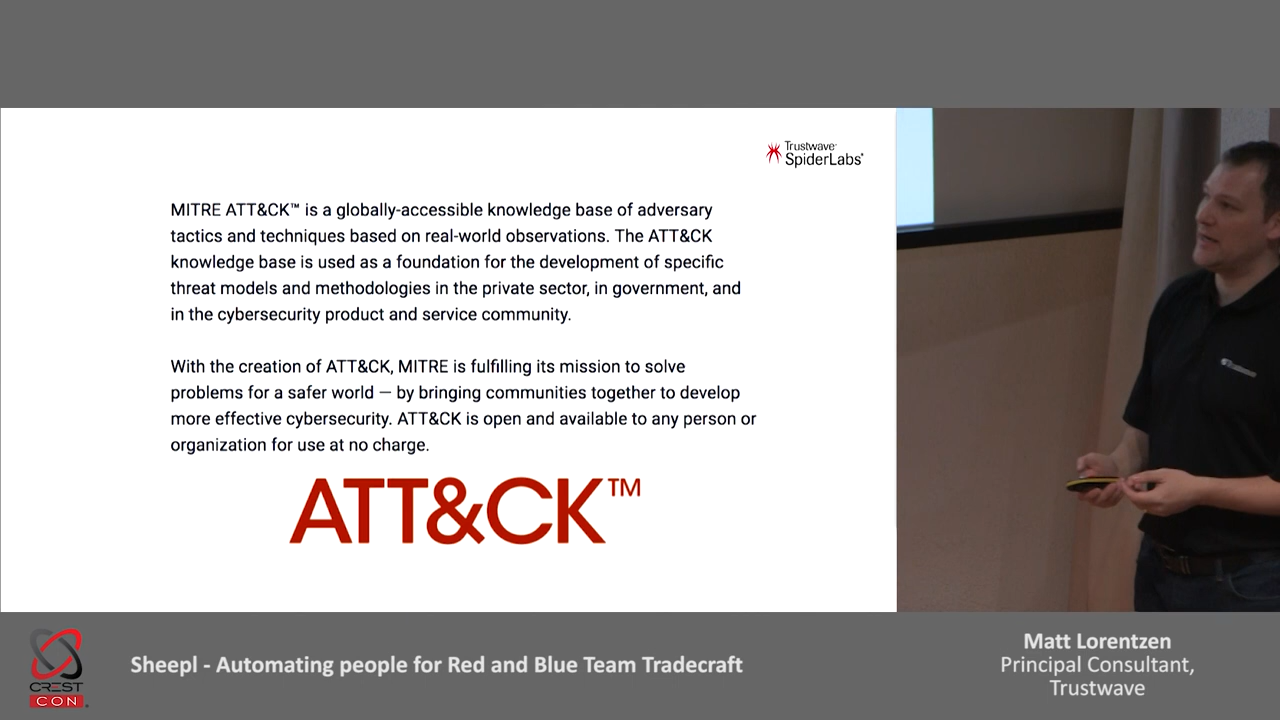 Trustwave®
SpiderLabs®
MITRE ATT&CK™ is a globally-accessible knowledge base of adversary
tactics and techniques based on real-world observations. The ATT&CK
knowledge base is used as a foundation for the development of specific
threat models and methodologies in the private sector, in government, and
in the cybersecurity product and service community.
With the creation of ATT&CK, MITRE is fulfilling its mission to solve
problems for a safer world — by bringing communities together to develop
more effective cybersecurity. ATT&CK is open and available to any person or
organization for use at no charge.
ATT&CK™
CREST
CON
Sheepl - Automating people for Red and Blue Team Tradecraft
Matt Lorentzen
Principal Consultant,
Trustwave